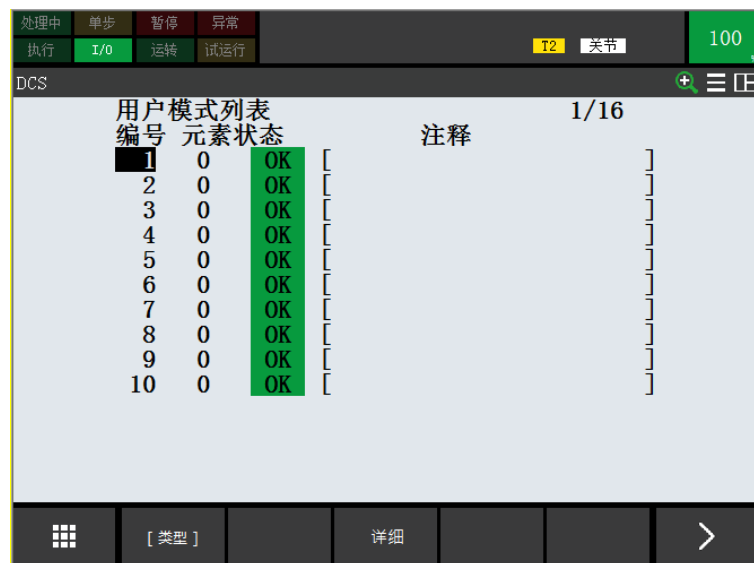 处理中 单步 暂停 异常
执行 I/O 运转 试运行 T2 关节 100
DCS
用户模式列表 1/16
编号 元素状态 注释
1 0 OK [ ]
2 0 OK [ ]
3 0 OK [ ]
4 0 OK [ ]
5 0 OK [ ]
6 0 OK [ ]
7 0 OK [ ]
8 0 OK [ ]
9 0 OK [ ]
10 0 OK [ ]
[ 类型 ] 详细